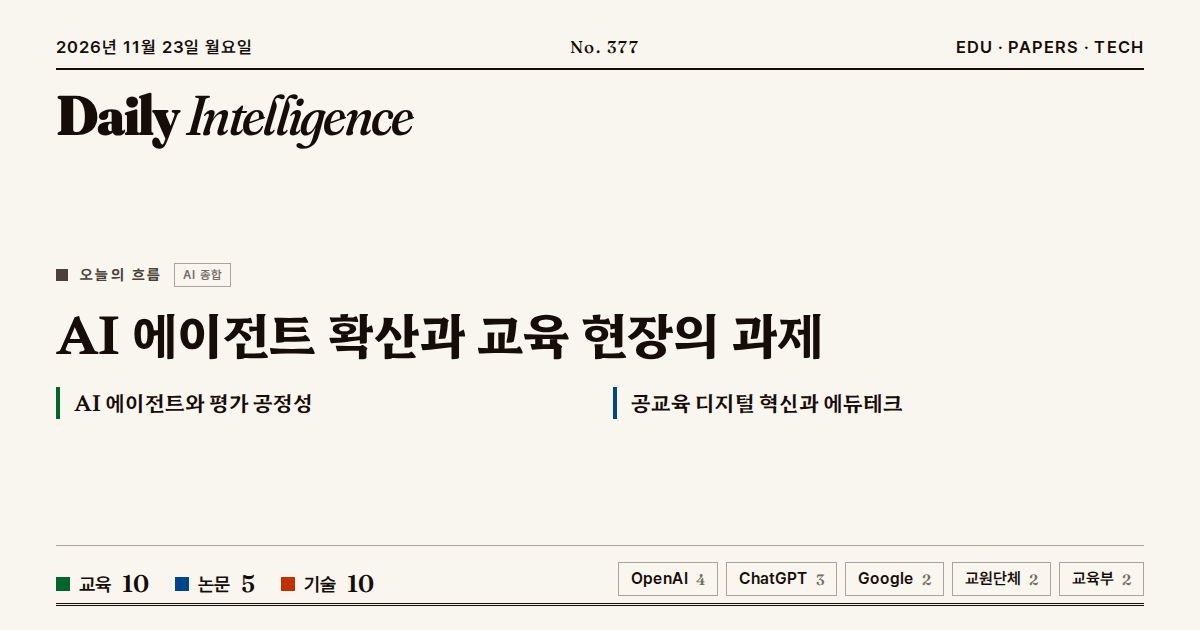 2026년 11월 23일 월요일
No. 377
EDU · PAPERS · TECH
Daily Intelligence
오늘의 흐름 AI 종합
AI 에이전트 확산과 교육 현장의 과제
AI 에이전트와 평가 공정성
공교육 디지털 혁신과 에듀테크
교육 10 논문 5 기술 10
OpenAI 4 ChatGPT 3 Google 2 교원단체 2 교육부 2